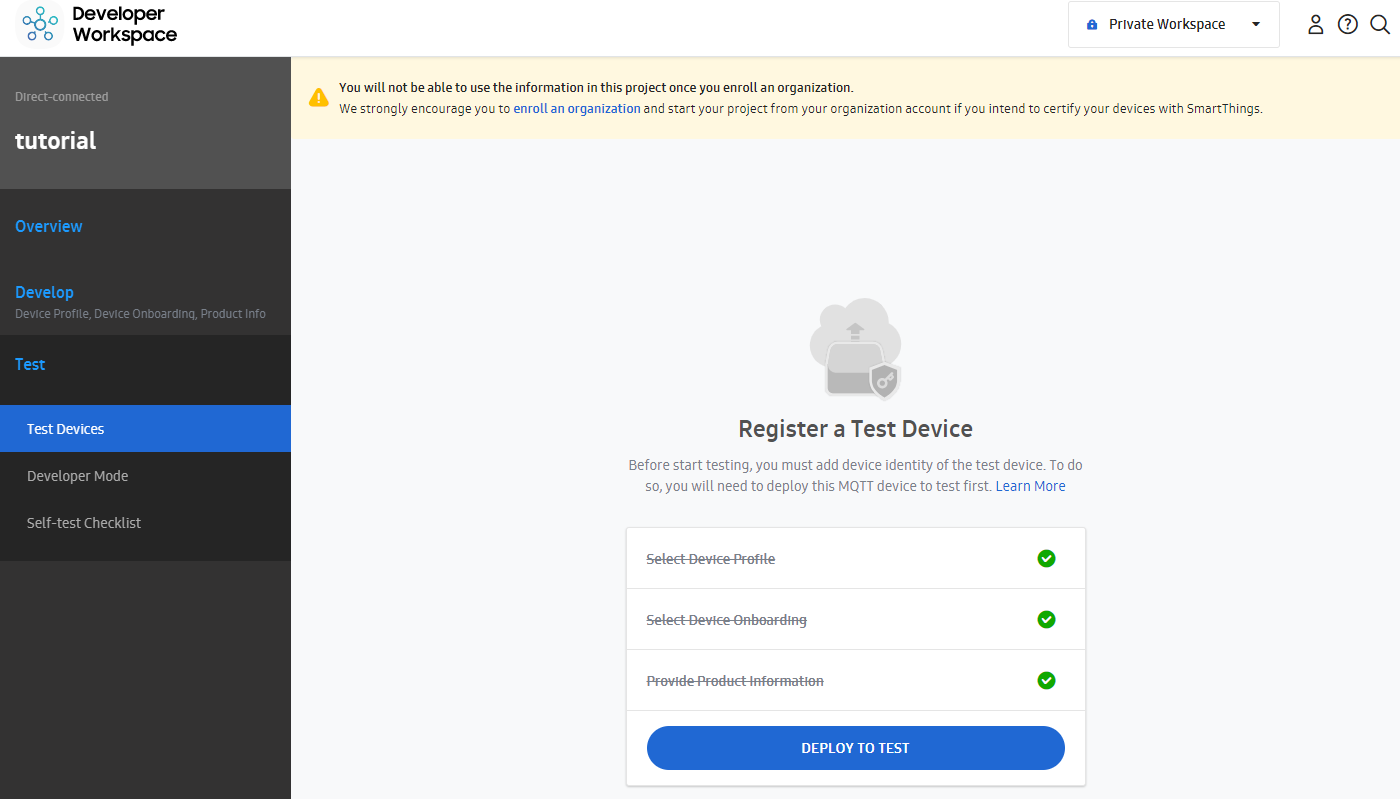 Developer
Workspace
Private Workspace
Direct-connected
tutorial
Overview
Develop
Device Profile, Device Onboarding, Product Info
Test
Test Devices
Developer Mode
Self-test Checklist
You will not be able to use the information in this project once you enroll an organization.
We strongly encourage you to enroll an organization and start your project from your organization account if you intend to certify your devices with SmartThings.
Register a Test Device
Before start testing, you must add device identity of the test device. To do
so, you will need to deploy this MQTT device to test first. Learn More
Select Device Profile
Select Device Onboarding
Provide Product Information
DEPLOY TO TEST